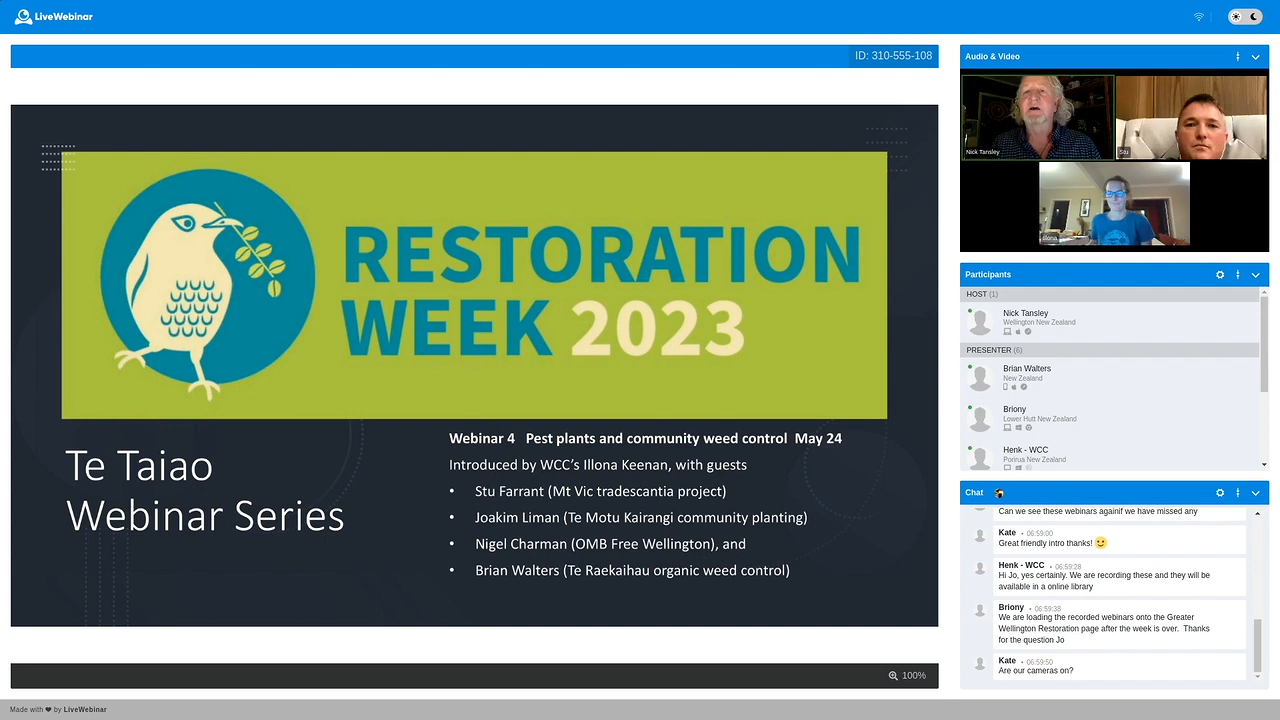 LiveWebinar
ID: 310-555-108
RESTORATION
WEEK 2023
Te Taiao
Webinar Series
Webinar 4 Pest plants and community weed control May 24
Introduced by WCC's Illona Keenan, with guests
• Stu Farrant (Mt Vic tradescantia project)
• Joakim Liman (Te Motu Kairangi community planting)
• Nigel Charman (OMB Free Wellington), and
• Brian Walters (Te Raekaihau organic weed control)
100%
Made with ❤ by LiveWebinar
Audio & Video
Nick Tansley
Stu
Illona
Participants
HOST (1)
Nick Tansley
Wellington New Zealand
PRESENTER (6)
Brian Walters
New Zealand
Briony
Lower Hutt New Zealand
Henk - WCC
Porirua New Zealand
Chat
Can we see these webinars againif we have missed any
Kate • 06:59:00
Great friendly intro thanks! 😉
Henk - WCC • 06:59:28
Hi Jo, yes certainly. We are recording these and they will be
available in a online library
Briony • 06:59:38
We are loading the recorded webinars onto the Greater
Wellington Restoration page after the week is over. Thanks
for the question Jo
Kate • 06:59:50
Are our cameras on?